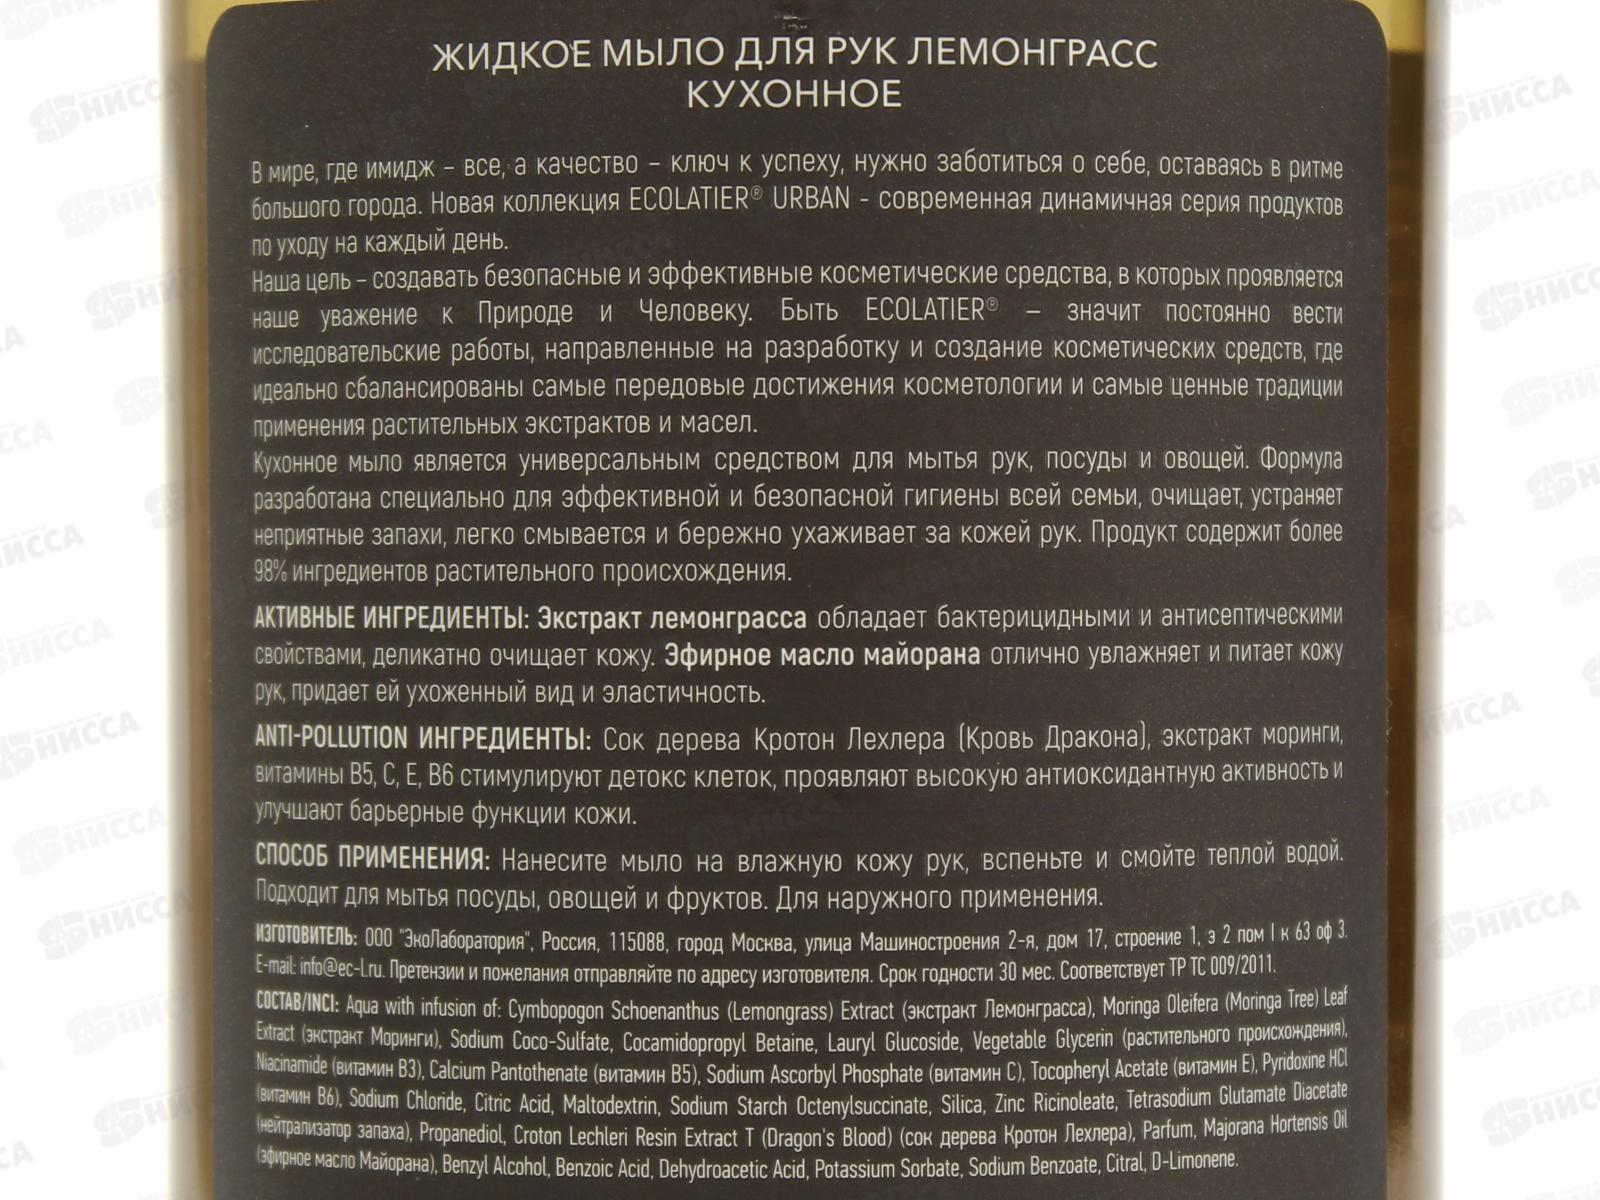 ЖИДКОЕ МЫЛО ДЛЯ РУК ЛЕМОНГРАСС
КУХОННОЕ
В мире, где имидж – все, а качество – ключ к успеху, нужно заботиться о себе, оставаясь в ритме
большого города. Новая коллекция ECOLATIER® URBAN - современная динамичная серия продуктов
по уходу на каждый день.
Наша цель – создавать безопасные и эффективные косметические средства, в которых проявляется
наше уважение к Природе и Человеку. Быть ECOLATIER® – значит постоянно вести
исследовательские работы, направленные на разработку и создание косметических средств, где
идеально сбалансированы самые передовые достижения косметологии и самые ценные традиции
применения растительных экстрактов и масел.
Кухонное мыло является универсальным средством для мытья рук, посуды и овощей. Формула
разработана специально для эффективной и безопасной гигиены всей семьи, очищает, устраняет
неприятные запахи, легко смывается и бережно ухаживает за кожей рук. Продукт содержит более
98% ингредиентов растительного происхождения.
АКТИВНЫЕ ИНГРЕДИЕНТЫ: Экстракт лемонграсса обладает бактерицидными и антисептическими
свойствами, деликатно очищает кожу. Эфирное масло майорана отлично увлажняет и питает кожу
рук, придает ей ухоженный вид и эластичность.
ANTI-POLLUTION ИНГРЕДИЕНТЫ: Сок дерева Кротон Лехлера (Кровь Дракона), экстракт моринги,
витамины B5, C, E, B6 стимулируют детокс клеток, проявляют высокую антиоксидантную активность и
улучшают барьерные функции кожи.
СПОСОБ ПРИМЕНЕНИЯ: Нанесите мыло на влажную кожу рук, вспеньте и смойте теплой водой.
Подходит для мытья посуды, овощей и фруктов. Для наружного применения.
ИЗГОТОВИТЕЛЬ: ООО "ЭкоЛаборатория", Россия, 115088, город Москва, улица Машиностроения 2-я, дом 17, строение 1, э 2 пом I к 63 оф 3.
E-mail: info@ec-l.ru. Претензии и пожелания отправляйте по адресу изготовителя. Срок годности 30 мес. Соответствует ТР ТС 009/2011.
СОСТАВ/INCI: Aqua with infusion of: Cymbopogon Schoenanthus (Lemongrass) Extract (экстракт Лемонграсса), Moringa Oleifera (Moringa Tree) Leaf
Extract (экстракт Моринги), Sodium Coco-Sulfate, Cocamidopropyl Betaine, Lauryl Glucoside, Vegetable Glycerin (растительного происхождения),
Niacinamide (витамин B3), Calcium Pantothenate (витамин B5), Sodium Ascorbyl Phosphate (витамин C), Tocopheryl Acetate (витамин E), Pyridoxine HCl
(витамин B6), Sodium Chloride, Citric Acid, Maltodextrin, Sodium Starch Octenylsuccinate, Silica, Zinc Ricinoleate, Tetrasodium Glutamate Diacetate
(нейтрализатор запаха), Propanediol, Croton Lechleri Resin Extract T (Dragon's Blood) (сок дерева Кротон Лехлера), Parfum, Majorana Hortensis Oil
(эфирное масло Майорана), Benzyl Alcohol, Benzoic Acid, Dehydroacetic Acid, Potassium Sorbate, Sodium Benzoate, Citral, D-Limonene.